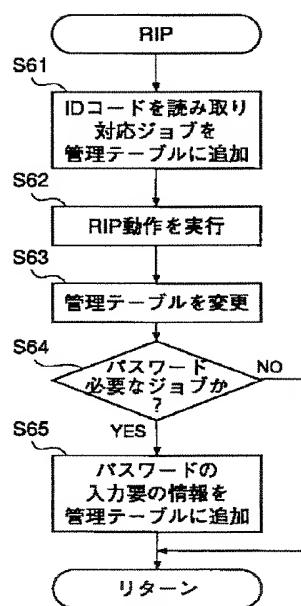 RIP
S61
IDコードを読み取り
対応ジョブを
管理テーブルに追加
S62
RIP動作を実行
S63
管理テーブルを変更
S64
パスワード
必要なジョブか
?
NO
YES
S65
パスワードの
入力要の情報を
管理テーブルに追加
リターン